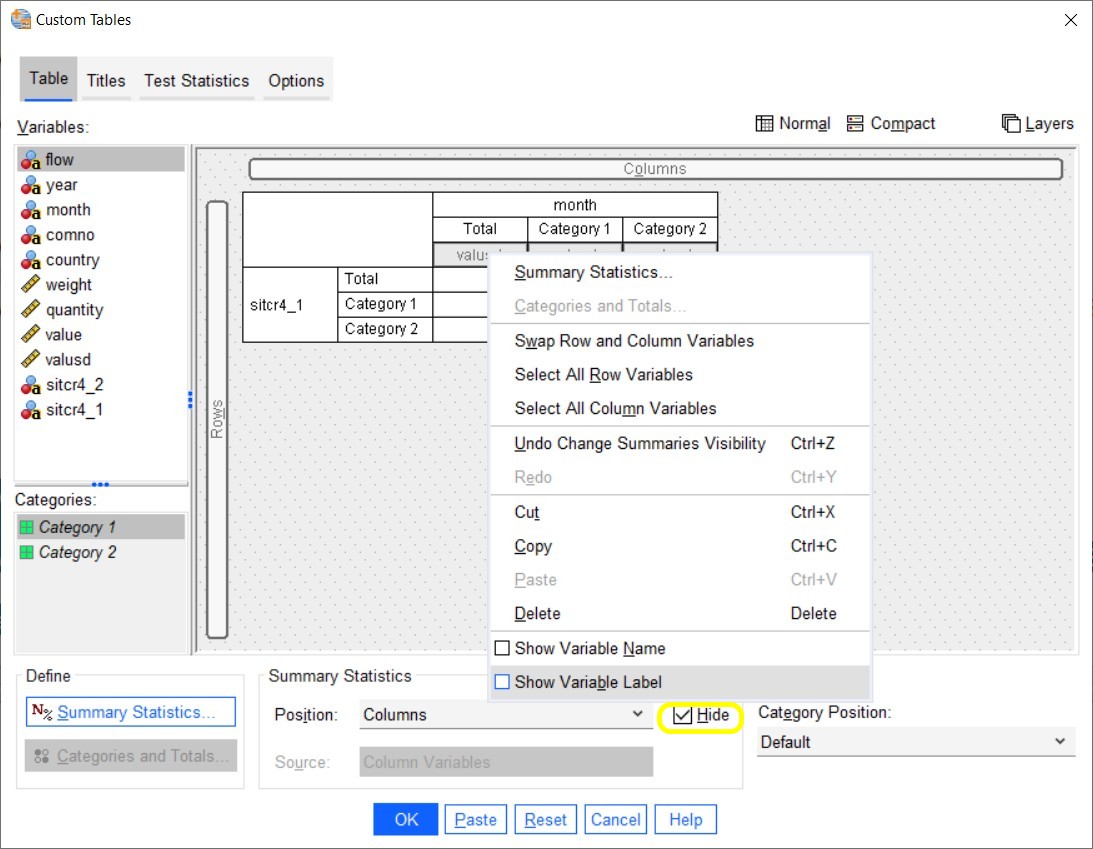 Custom Tables
Table Titles Test Statistics Options
Variables:
Normal Compact Layers
flow
year
month
comno
country
weight
quantity
value
valusd
sitcr4_2
sitcr4_1
Categories:
Category 1
Category 2
Columns
Rows
month
Total Category 1 Category 2
sitcr4_1
Total
Category 1
Category 2
Summary Statistics...
Categories and Totals...
Swap Row and Column Variables
Select All Row Variables
Select All Column Variables
Undo Change Summaries Visibility Ctrl+Z
Redo Ctrl+Y
Cut Ctrl+X
Copy Ctrl+C
Paste Ctrl+V
Delete Delete
Show Variable Name
Show Variable Label
Define
N%
Summary Statistics...
Categories and Totals...
Summary Statistics
Position: Columns Hide
Source: Column Variables
Category Position:
Default
OK Paste Reset Cancel Help